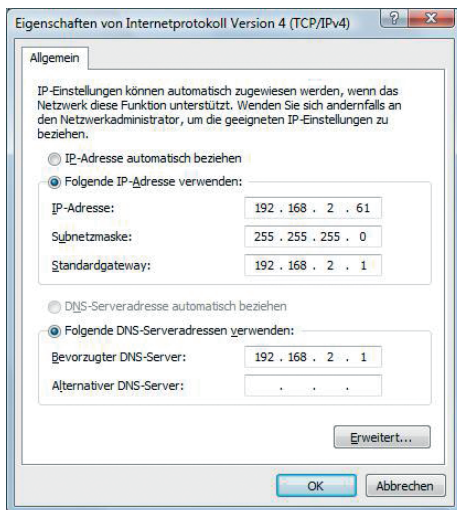 Eigenschaften von Internetprotokoll Version 4 (TCP/IPv4)
?
X
Allgemein
IP-Einstellungen können automatisch zugewiesen werden, wenn das
Netzwerk diese Funktion unterstützt. Wenden Sie sich andernfalls an
den Netzwerkadministrator, um die geeigneten IP-Einstellungen zu
beziehen.
IP-Adresse automatisch beziehen
Folgende IP-Adresse verwenden:
IP-Adresse: 192 . 168 . 2 . 61
Subnetzmaske: 255 . 255 . 255 . 0
Standardgateway: 192 . 168 . 2 . 1
DNS-Serveradresse automatisch beziehen
Folgende DNS-Serveradressen verwenden:
Bevorzugter DNS-Server: 192 . 168 . 2 . 1
Alternativer DNS-Server: . . .
Erweitert...
OK Abbrechen